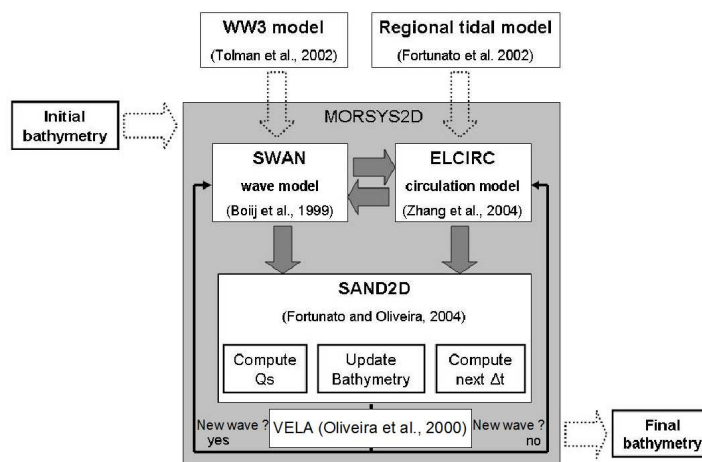 WW3 model
(Tolman et al., 2002)
Regional tidal model
(Fortunato et al. 2002)
Initial
bathymetry
MORSYS2D
SWAN
wave model
(Boiij et al., 1999)
ELCIRC
circulation model
(Zhang et al., 2004)
SAND2D
(Fortunato and Oliveira, 2004)
Compute
Qs
Update
Bathymetry
Compute
next Δt
New wave ?
yes
VELA (Oliveira et al., 2000)
New wave ?
no
Final
bathymetry